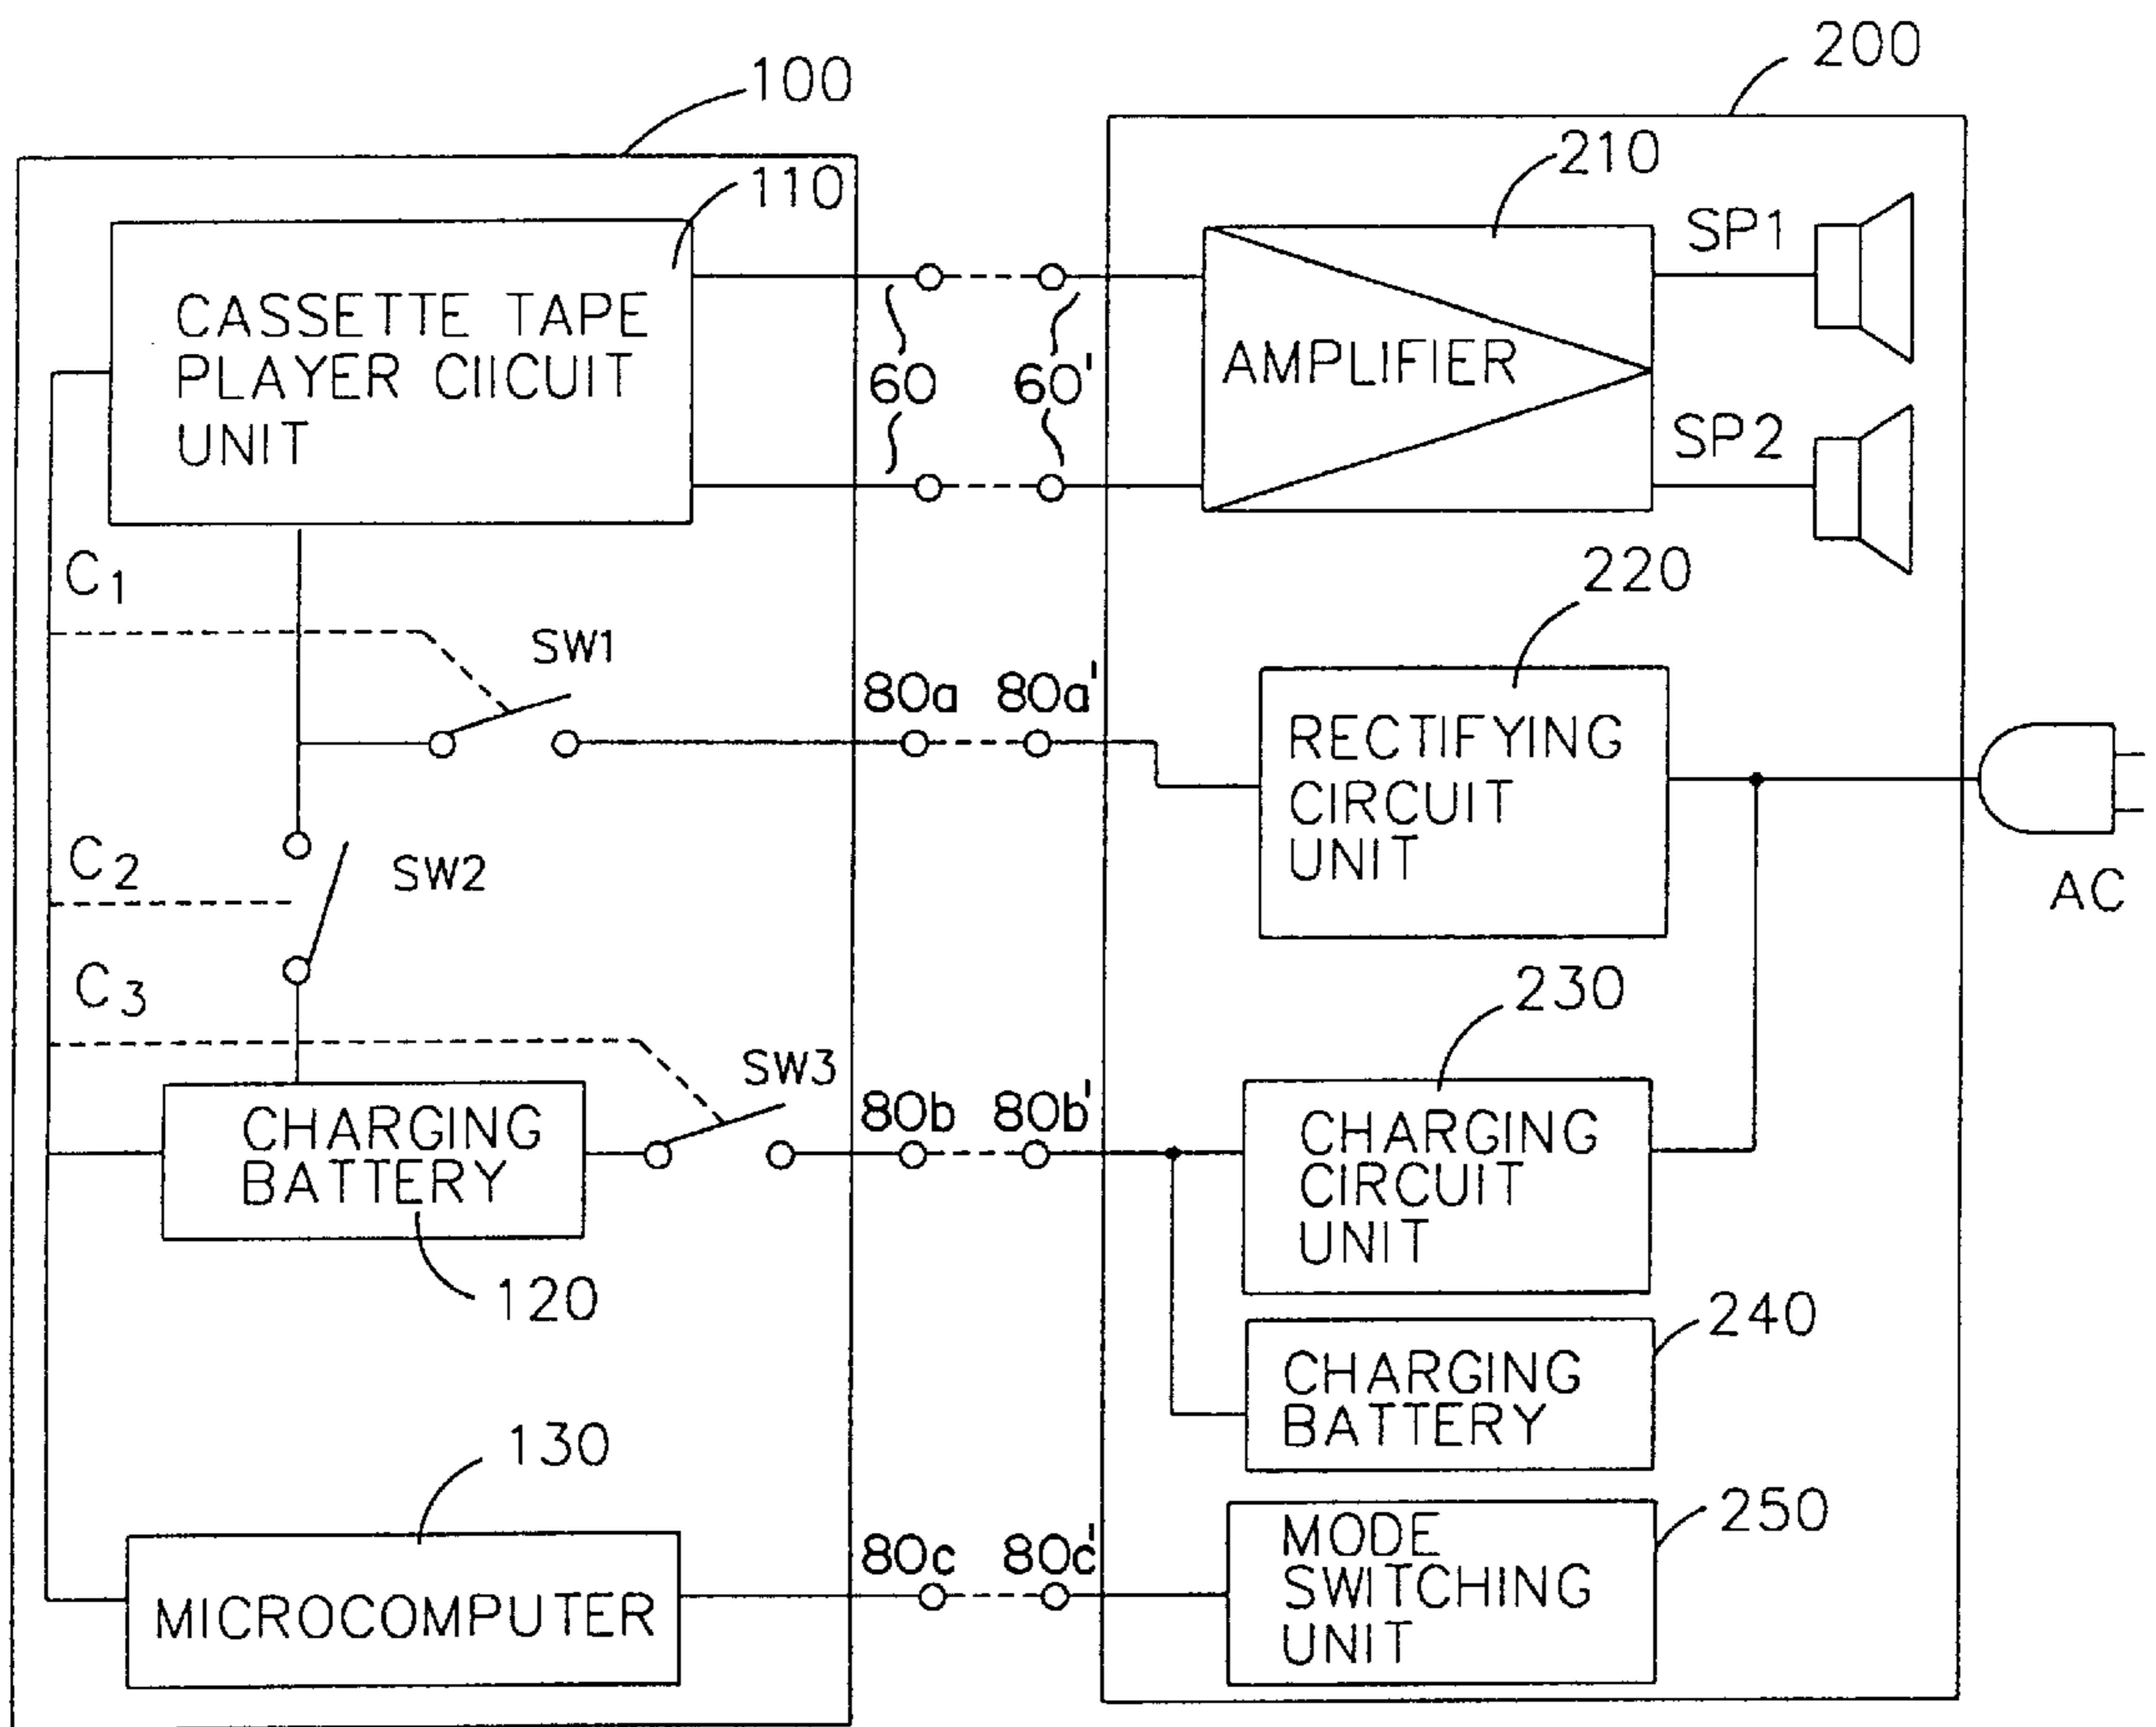 100
200
110
210
CASSETTE TAPE
PLAYER CIICUIT
UNIT
60
60'
AMPLIFIER
SP1
SP2
C1
SW1
80a
80a'
220
RECTIFYING
CIRCUIT
UNIT
AC
C2
SW2
C3
SW3
80b
80b'
230
CHARGING
BATTERY
120
CHARGING
CIRCUIT
UNIT
240
CHARGING
BATTERY
130
MICROCOMPUTER
80c
80c'
250
MODE
SWITCHING
UNIT